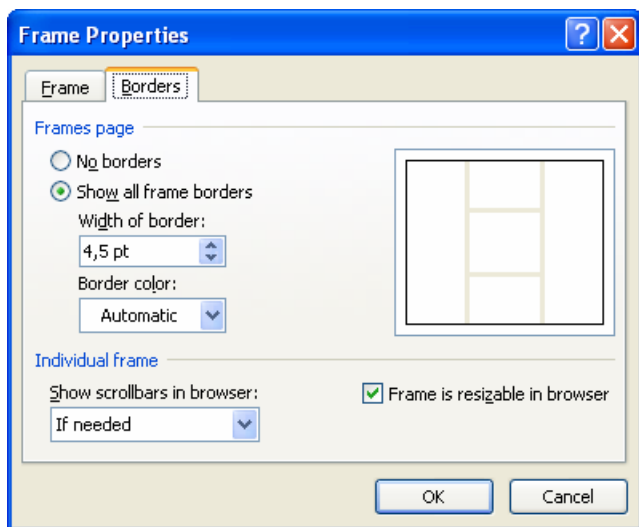 Frame Properties
Frame Borders
Frames page
No borders
Show all frame borders
Width of border:
4,5 pt
Border color:
Automatic
Individual frame
Show scrollbars in browser:
If needed
Frame is resizable in browser
OK Cancel